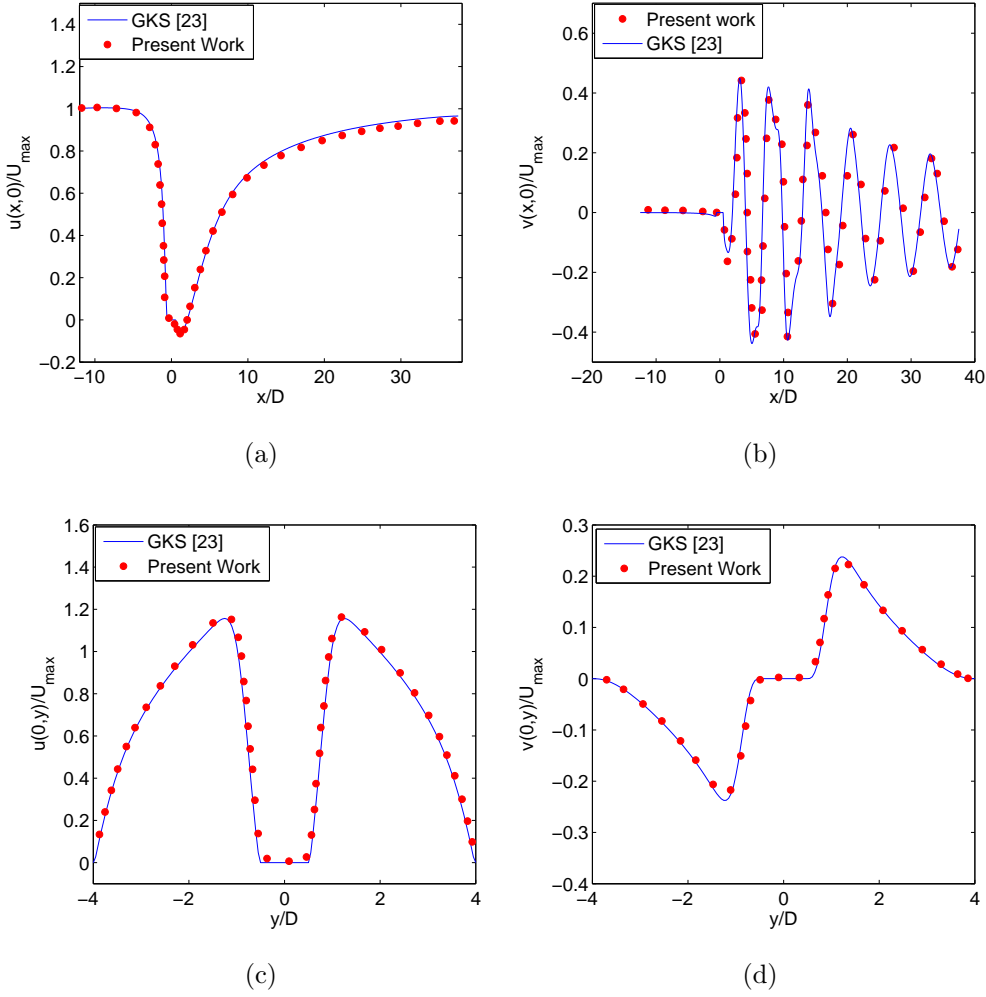 GKS [23]
Present Work
1.4
1.2
1
0.8
0.6
0.4
0.2
0
−0.2
−10 0 10 20 30
x/D
u(x,0)/U_max
(a)
Present work
GKS [23]
0.6
0.4
0.2
0
−0.2
−0.4
−20 −10 0 10 20 30 40
x/D
v(x,0)/U_max
(b)
GKS [23]
Present Work
1.6
1.4
1.2
1
0.8
0.6
0.4
0.2
0
−4 −2 0 2 4
y/D
u(0,y)/U_max
(c)
GKS [23]
Present Work
0.3
0.2
0.1
0
−0.1
−0.2
−0.3
−0.4
−4 −2 0 2 4
y/D
v(0,y)/U_max
(d)